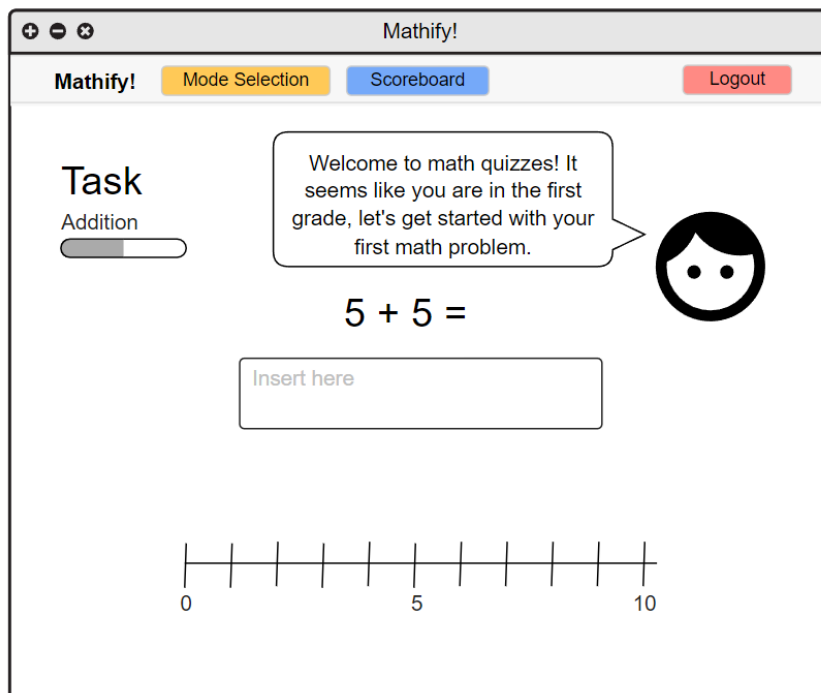 Mathify!
Mathify! Mode Selection Scoreboard Logout
Welcome to math quizzes! It
seems like you are in the first
grade, let's get started with your
first math problem.
Task
Addition
5 + 5 =
Insert here
0 5 10